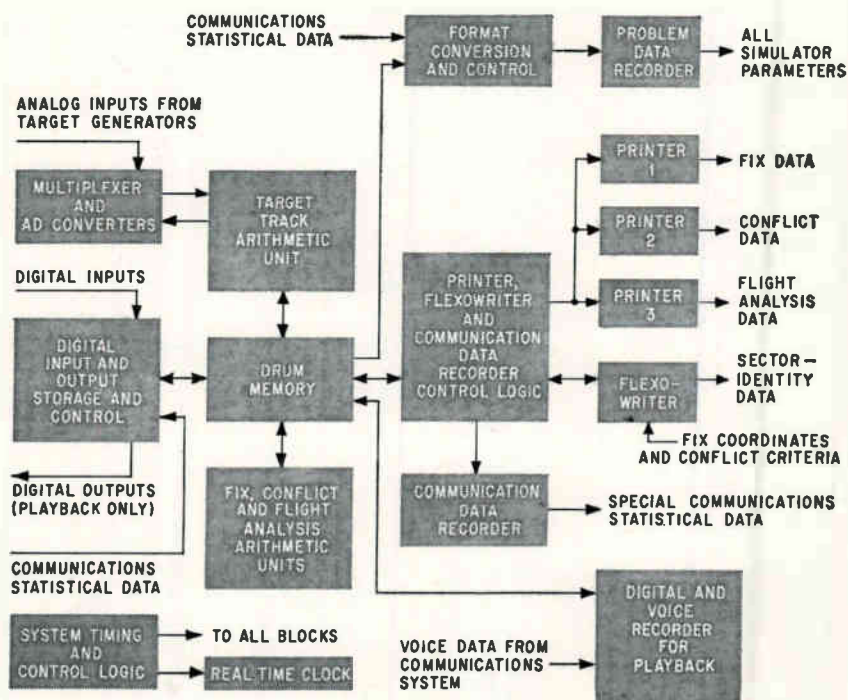 COMMUNICATIONS
STATISTICAL DATA
FORMAT
CONVERSION
AND CONTROL
PROBLEM
DATA
RECORDER
ALL
SIMULATOR
PARAMETERS
ANALOG INPUTS FROM
TARGET GENERATORS
MULTIPLEXER
AND
AD CONVERTERS
TARGET
TRACK
ARITHMETIC
UNIT
PRINTER
1
FIX DATA
PRINTER
2
CONFLICT
DATA
PRINTER
3
FLIGHT
ANALYSIS
DATA
DIGITAL INPUTS
DIGITAL
INPUT AND
OUTPUT
STORAGE AND
CONTROL
DRUM
MEMORY
PRINTER,
FLEXOWRITER
AND
COMMUNICATION
DATA
RECORDER
CONTROL LOGIC
FLEXO-
WRITER
SECTOR—
IDENTITY
DATA
FIX COORDINATES
AND CONFLICT CRITERIA
DIGITAL OUTPUTS
(PLAYBACK ONLY)
FIX, CONFLICT
AND FLIGHT
ANALYSIS
ARITHMETIC
UNITS
COMMUNICATION
DATA
RECORDER
SPECIAL COMMUNICATIONS
STATISTICAL DATA
COMMUNICATIONS
STATISTICAL DATA
SYSTEM TIMING
AND
CONTROL LOGIC
TO ALL BLOCKS
REAL TIME CLOCK
VOICE DATA FROM
COMMUNICATIONS
SYSTEM
DIGITAL AND
VOICE
RECORDER
FOR
PLAYBACK